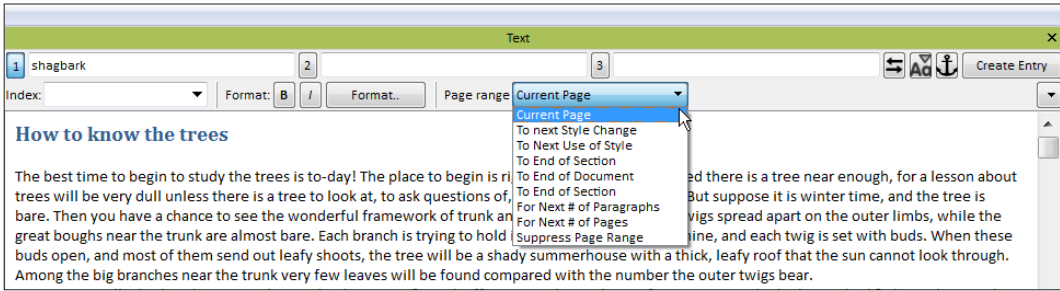 Text ×
1 shagbark 2 3 Create Entry
Index: Format: B I Format.. Page range Current Page
Current Page
To next Style Change
To Next Use of Style
To End of Section
To End of Document
To End of Section
For Next # of Paragraphs
For Next # of Pages
Suppress Page Range
How to know the trees
The best time to begin to study the trees is to-day! The place to begin is ed there is a tree near enough, for a lesson about
trees will be very dull unless there is a tree to look at, to ask questions of, But suppose it is winter time, and the tree is
bare. Then you have a chance to see the wonderful framework of trunk an wigs spread apart on the outer limbs, while the
great boughs near the trunk are almost bare. Each branch is trying to hold and each twig is set with buds. When these
buds open, and most of them send out leafy shoots, the tree will be a shady summerhouse with a thick, leafy roof that the sun cannot look through.
Among the big branches near the trunk very few leaves will be found compared with the number the outer twigs bear.